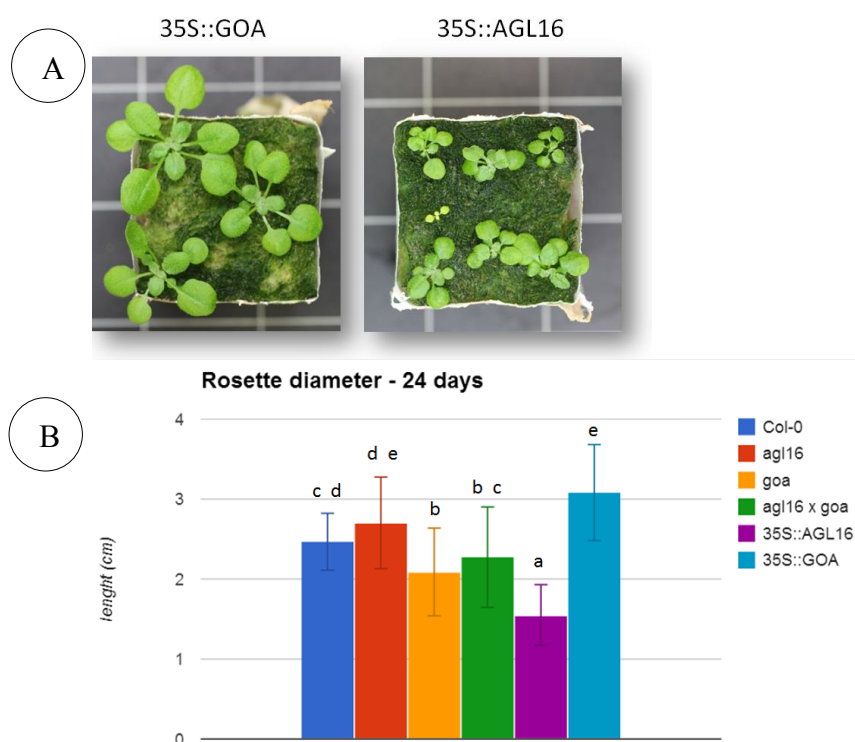 35S::GOA 35S::AGL16
A
Rosette diameter - 24 days
B
4
3
2
1
0
lenght (cm)
c d
d e
b
b c
a
e
Col-0
agl16
goa
agl16 x goa
35S::AGL16
35S::GOA